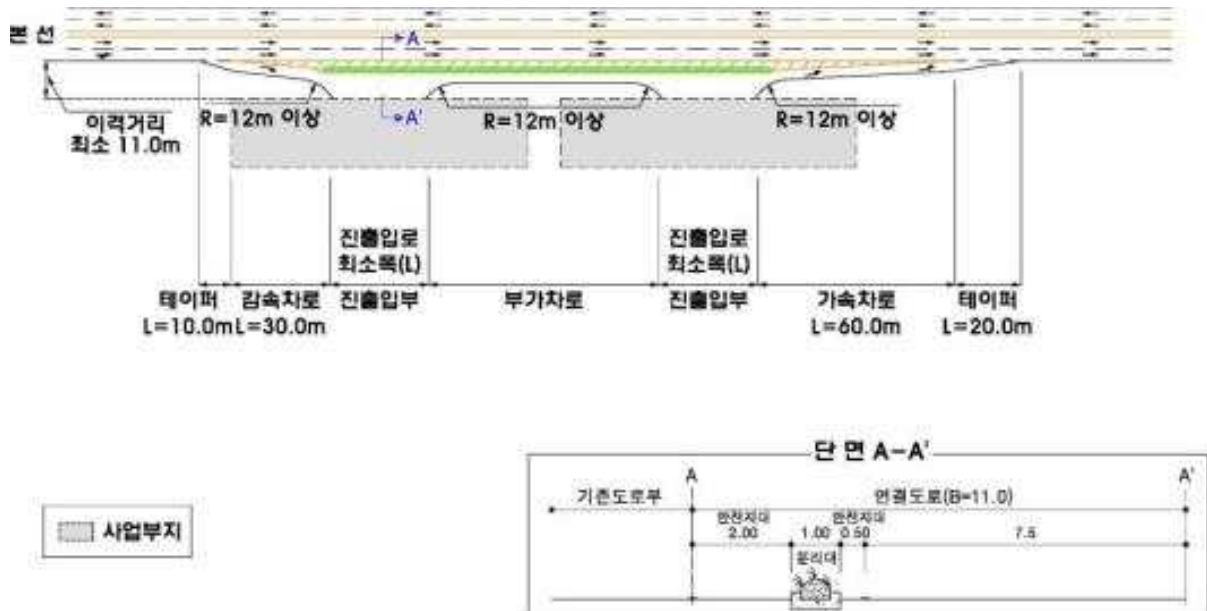 본 선
A
A'
이격거리
최소 11.0m
R=12m 이상
R=12m 이상
R=12m 이상
진출입로
최소폭(L)
진출입로
최소폭(L)
테이퍼
L=10.0m
감속차로
L=30.0m
진출입부
부가차로
진출입부
가속차로
L=60.0m
테이퍼
L=20.0m
사업부지
단 면 A-A'
A
A'
기존도로부
연결도로(B=11.0)
안전지대
2.00
1.00
안전지대
0.50
7.5
분리대